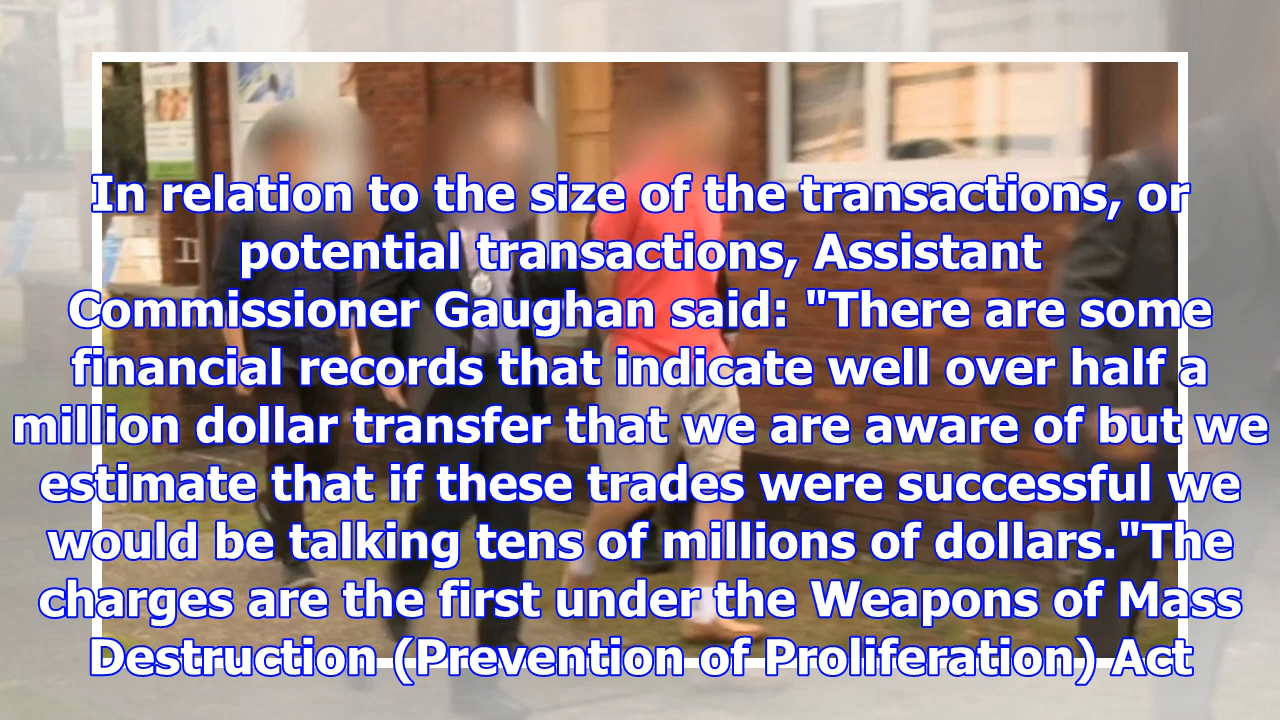 In relation to the size of the transactions, or
potential transactions, Assistant
Commissioner Gaughan said: "There are some
financial records that indicate well over half a
million dollar transfer that we are aware of but we
estimate that if these trades were successful we
would be talking tens of millions of dollars."The
charges are the first under the Weapons of Mass
Destruction (Prevention of Proliferation) Act